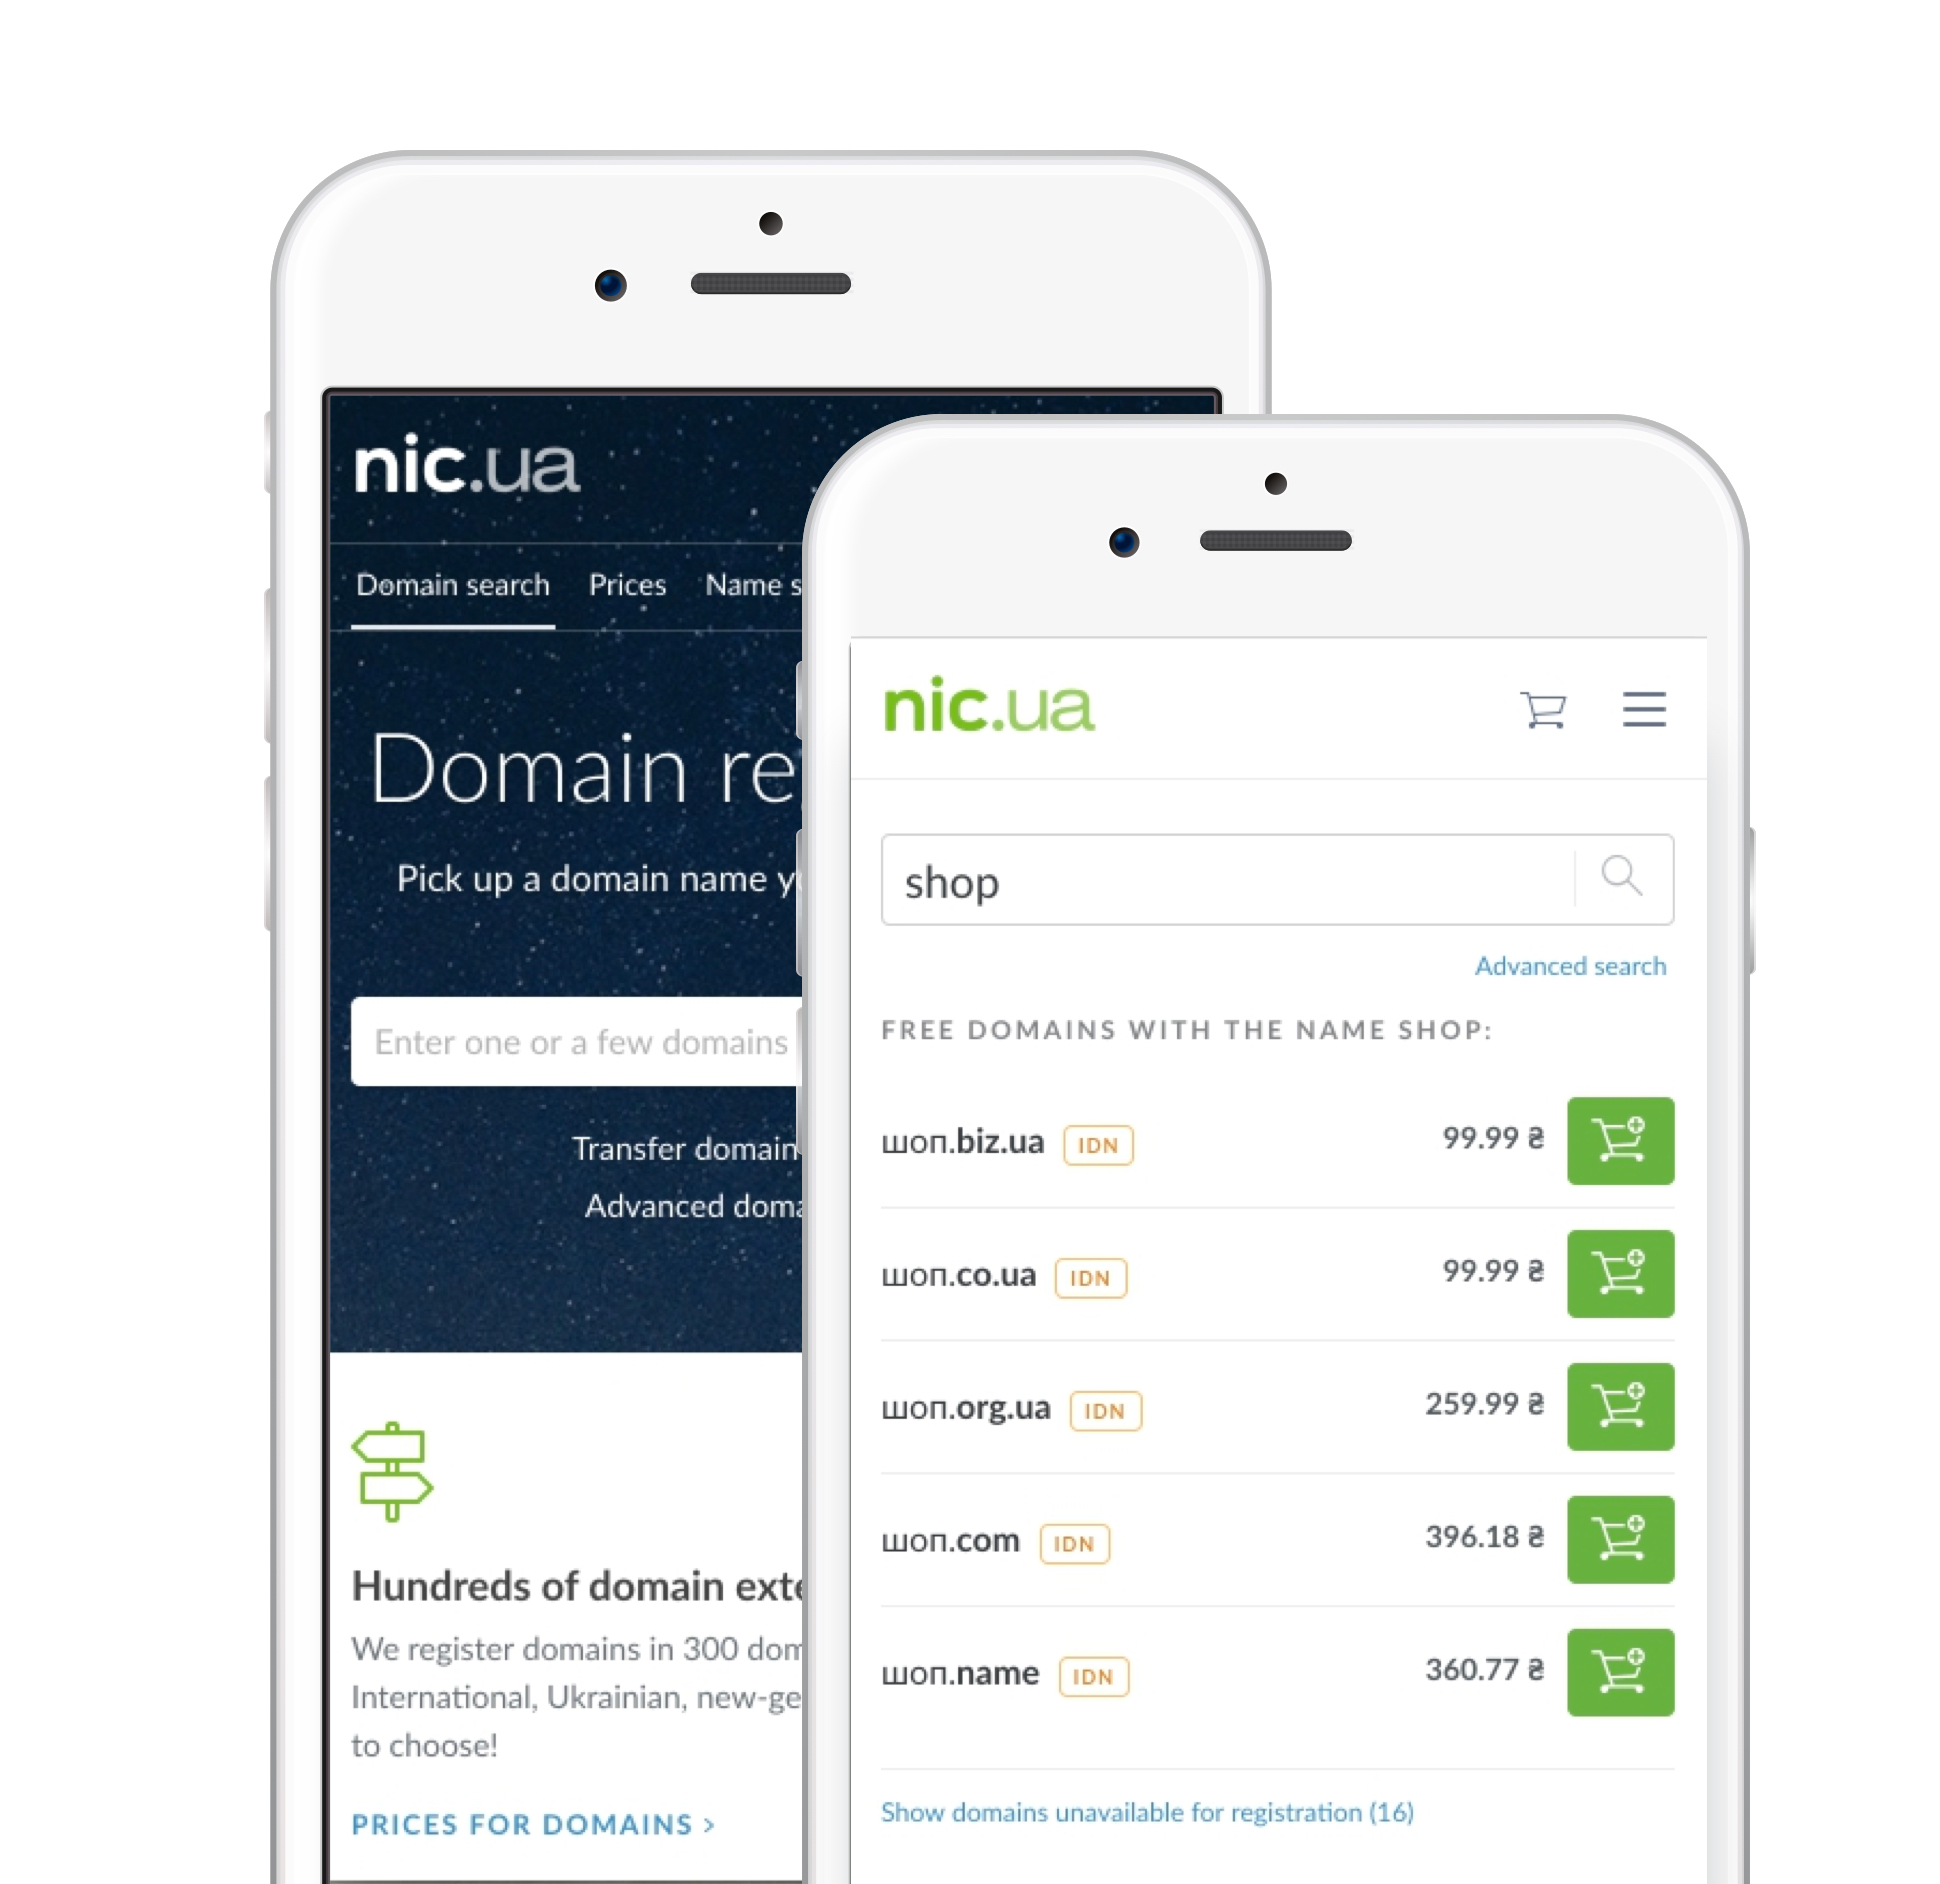 nic.ua
Domain search Prices Name s
Domain re
Pick up a domain name y
Enter one or a few domains
Transfer domain
Advanced doma
Hundreds of domain exte
We register domains in 300 dom
International, Ukrainian, new-ge
to choose!
PRICES FOR DOMAINS >
nic.ua
shop
Advanced search
FREE DOMAINS WITH THE NAME SHOP:
шоп.biz.ua IDN 99.99 ₴
шоп.co.ua IDN 99.99 ₴
шоп.org.ua IDN 259.99 ₴
шоп.com IDN 396.18 ₴
шоп.name IDN 360.77 ₴
Show domains unavailable for registration (16)